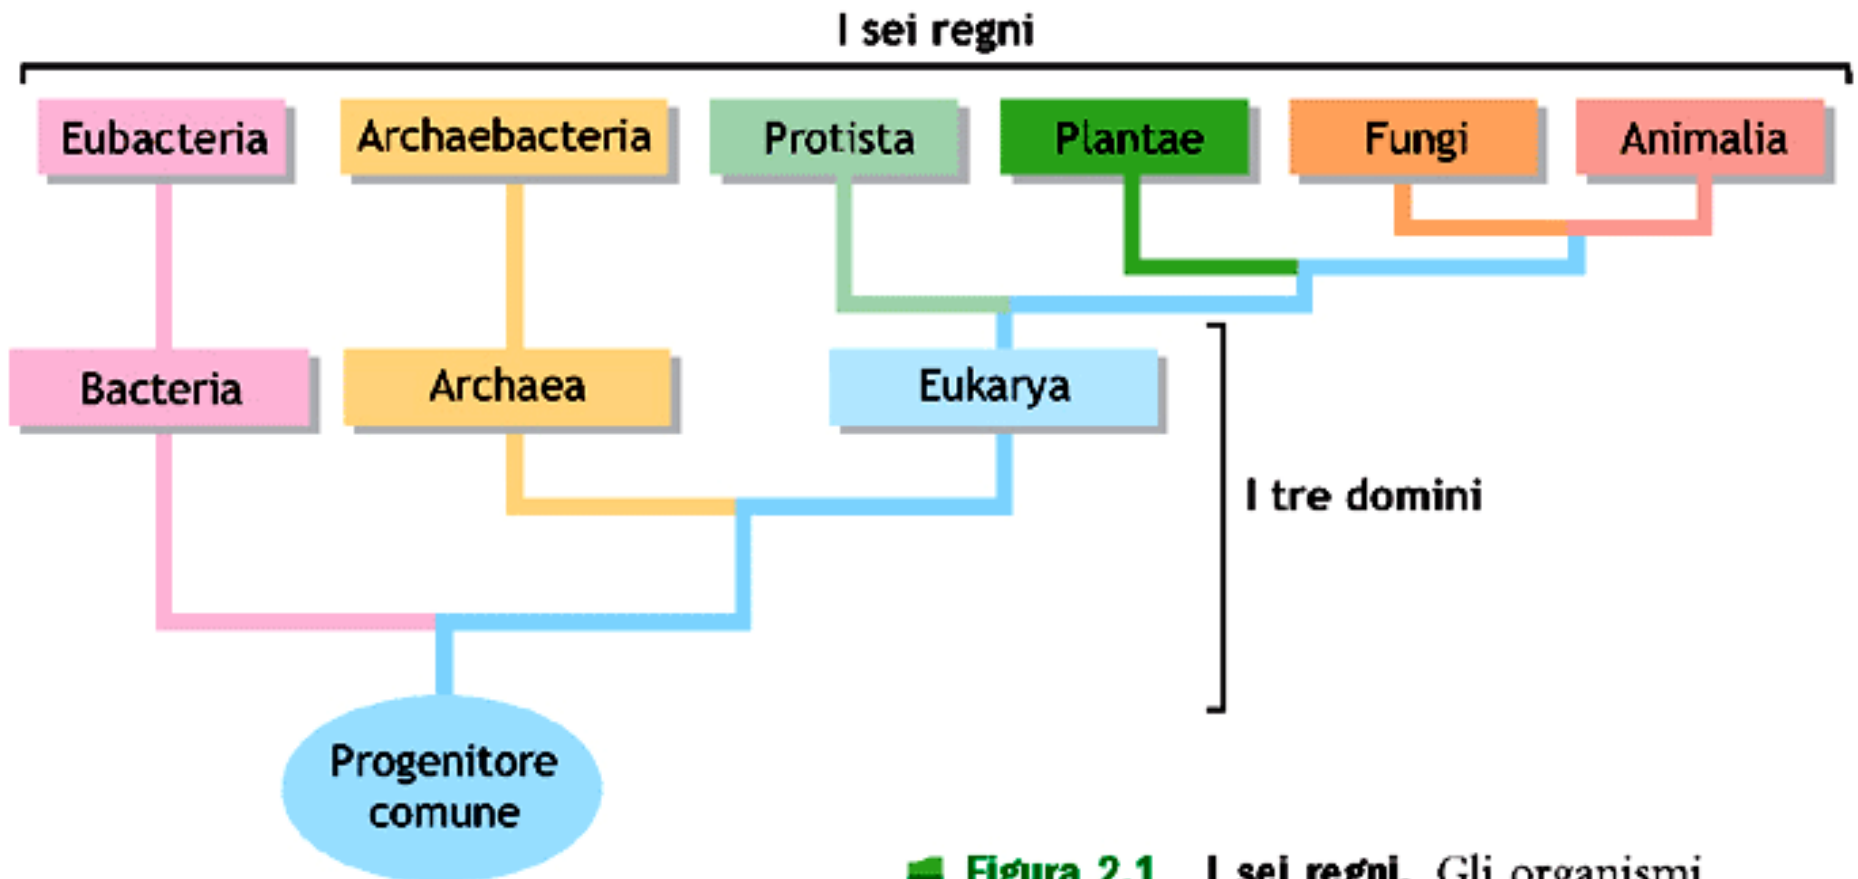 I sei regni
Eubacteria Archaebacteria Protista Plantae Fungi Animalia
Bacteria Archaea Eukarya
I tre domini
Progenitore
comune
Figura 2.1 I sei regni. Gli organismi